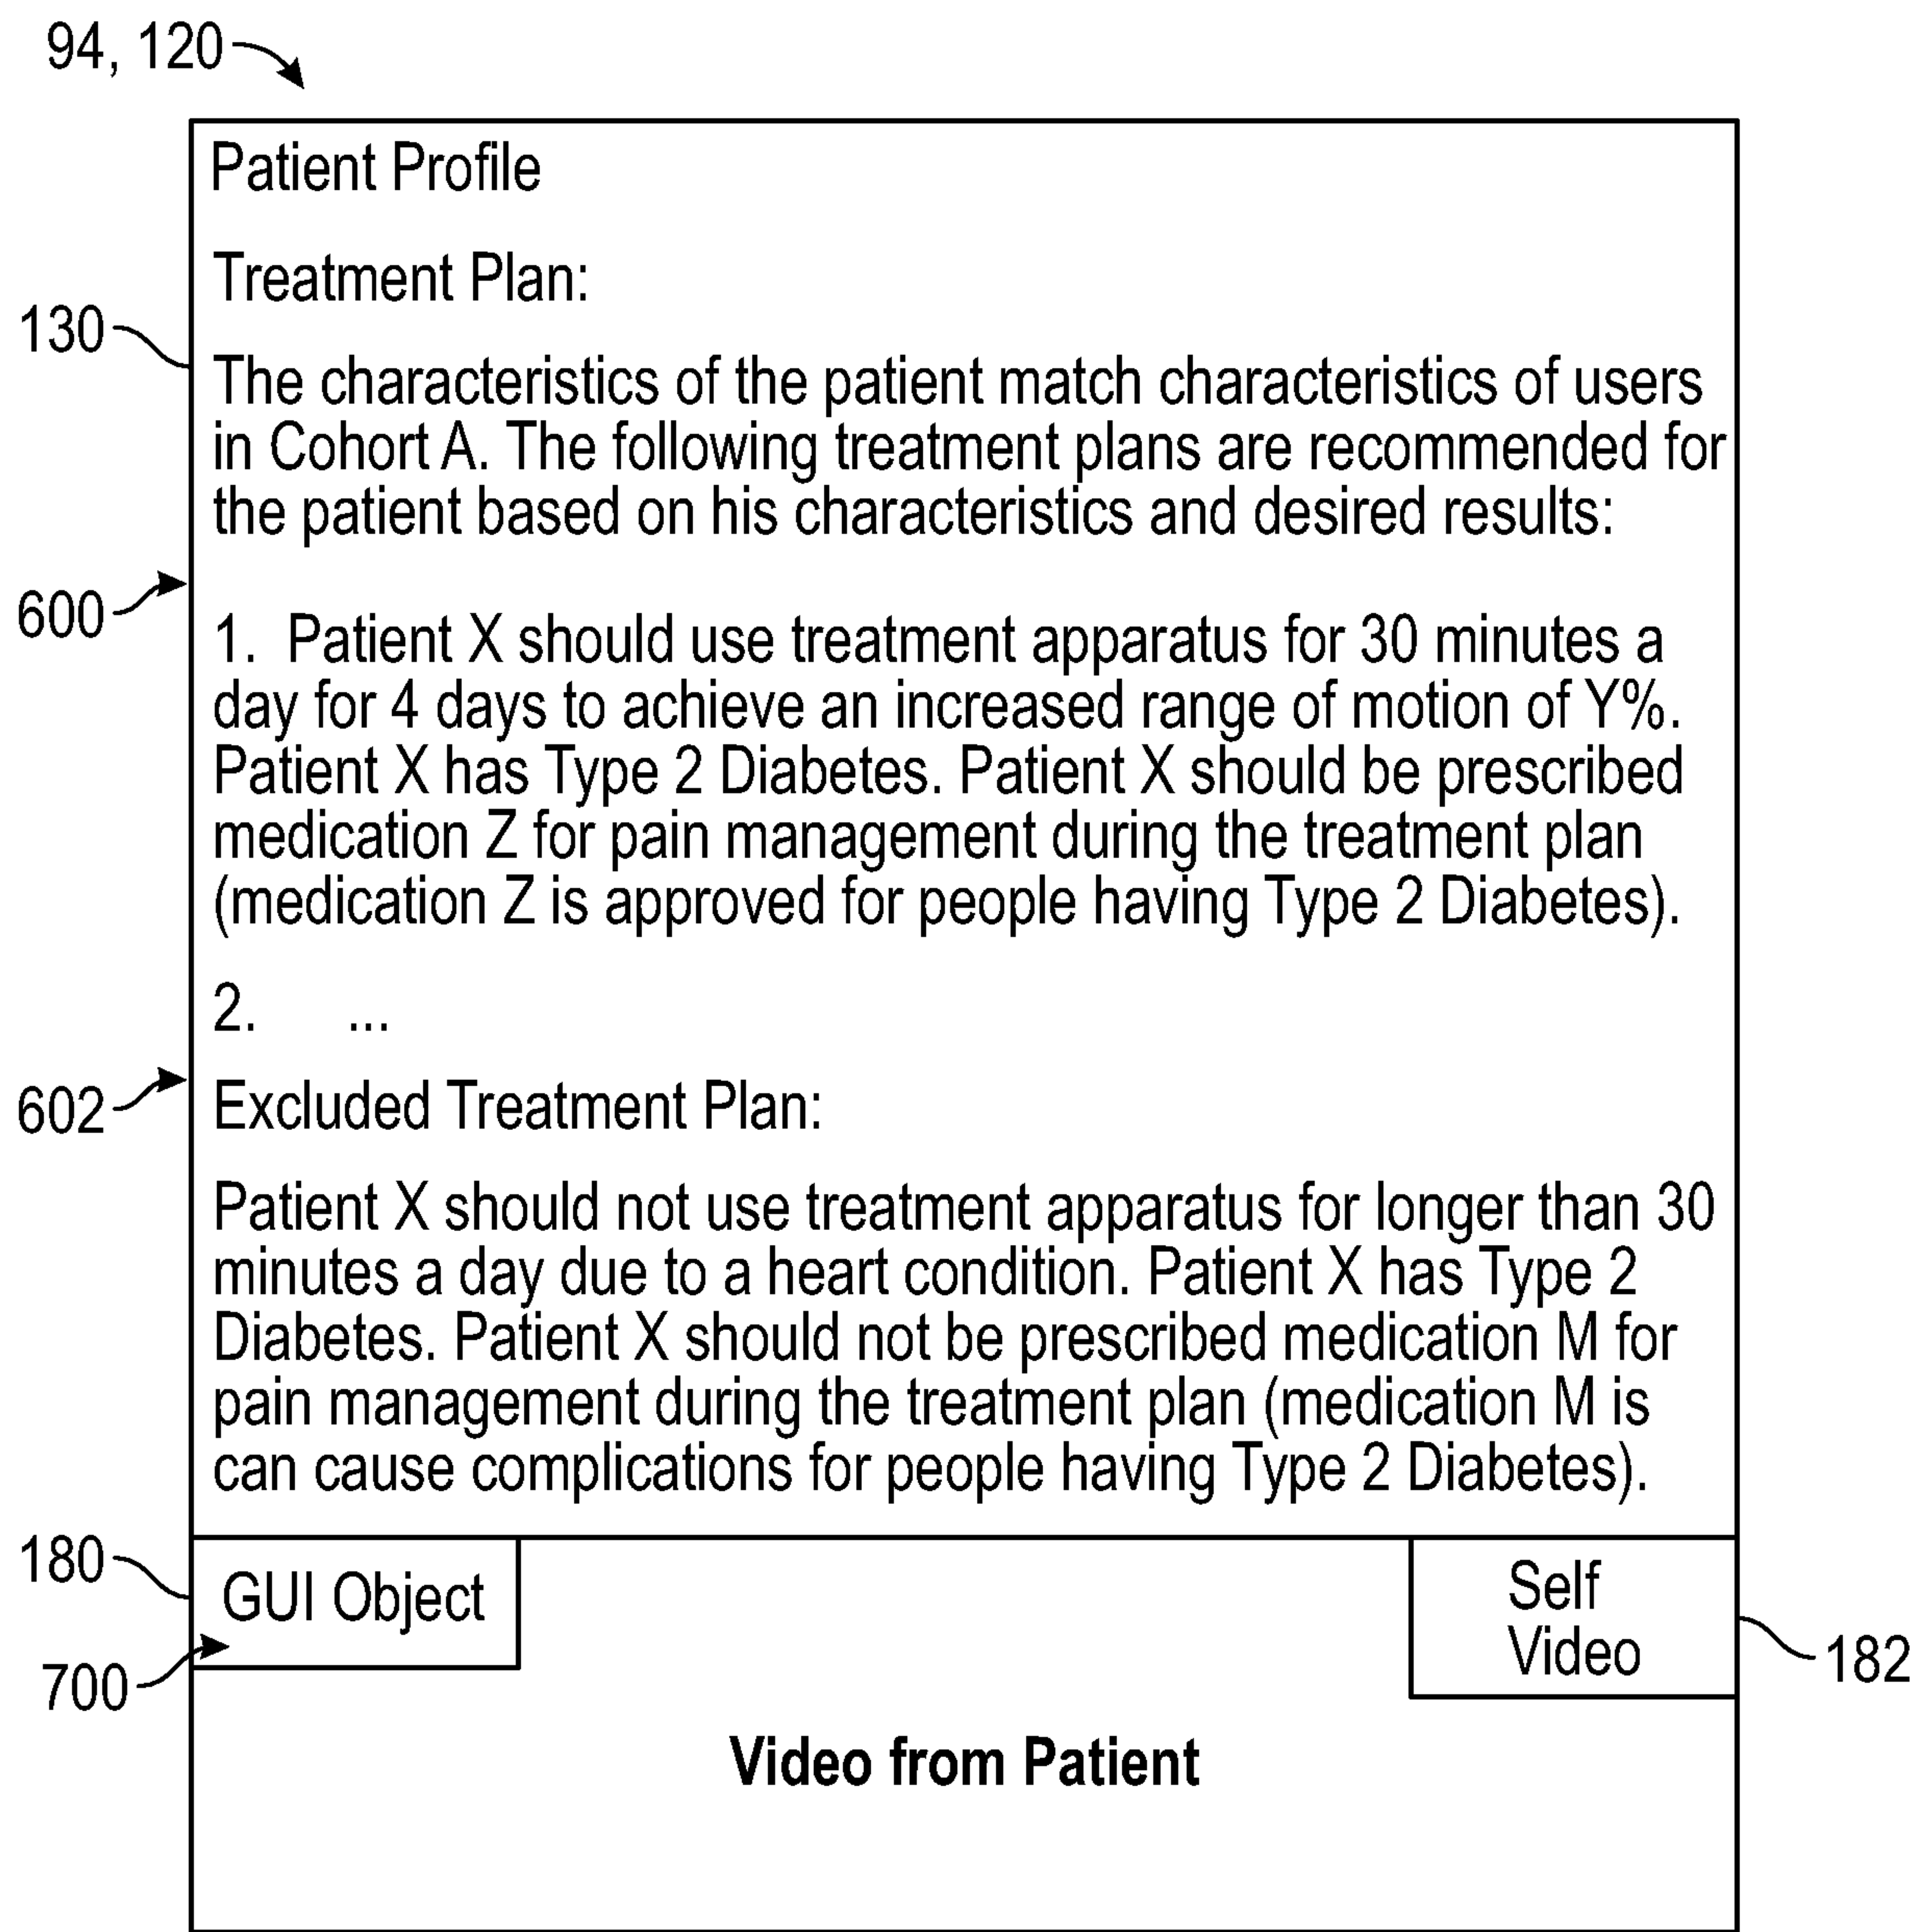 94, 120
Patient Profile
Treatment Plan:
130
The characteristics of the patient match characteristics of users
in Cohort A. The following treatment plans are recommended for
the patient based on his characteristics and desired results:
600
1. Patient X should use treatment apparatus for 30 minutes a
day for 4 days to achieve an increased range of motion of Y%.
Patient X has Type 2 Diabetes. Patient X should be prescribed
medication Z for pain management during the treatment plan
(medication Z is approved for people having Type 2 Diabetes).
2. ...
602
Excluded Treatment Plan:
Patient X should not use treatment apparatus for longer than 30
minutes a day due to a heart condition. Patient X has Type 2
Diabetes. Patient X should not be prescribed medication M for
pain management during the treatment plan (medication M is
can cause complications for people having Type 2 Diabetes).
180
GUI Object
700
Self
Video
182
Video from Patient